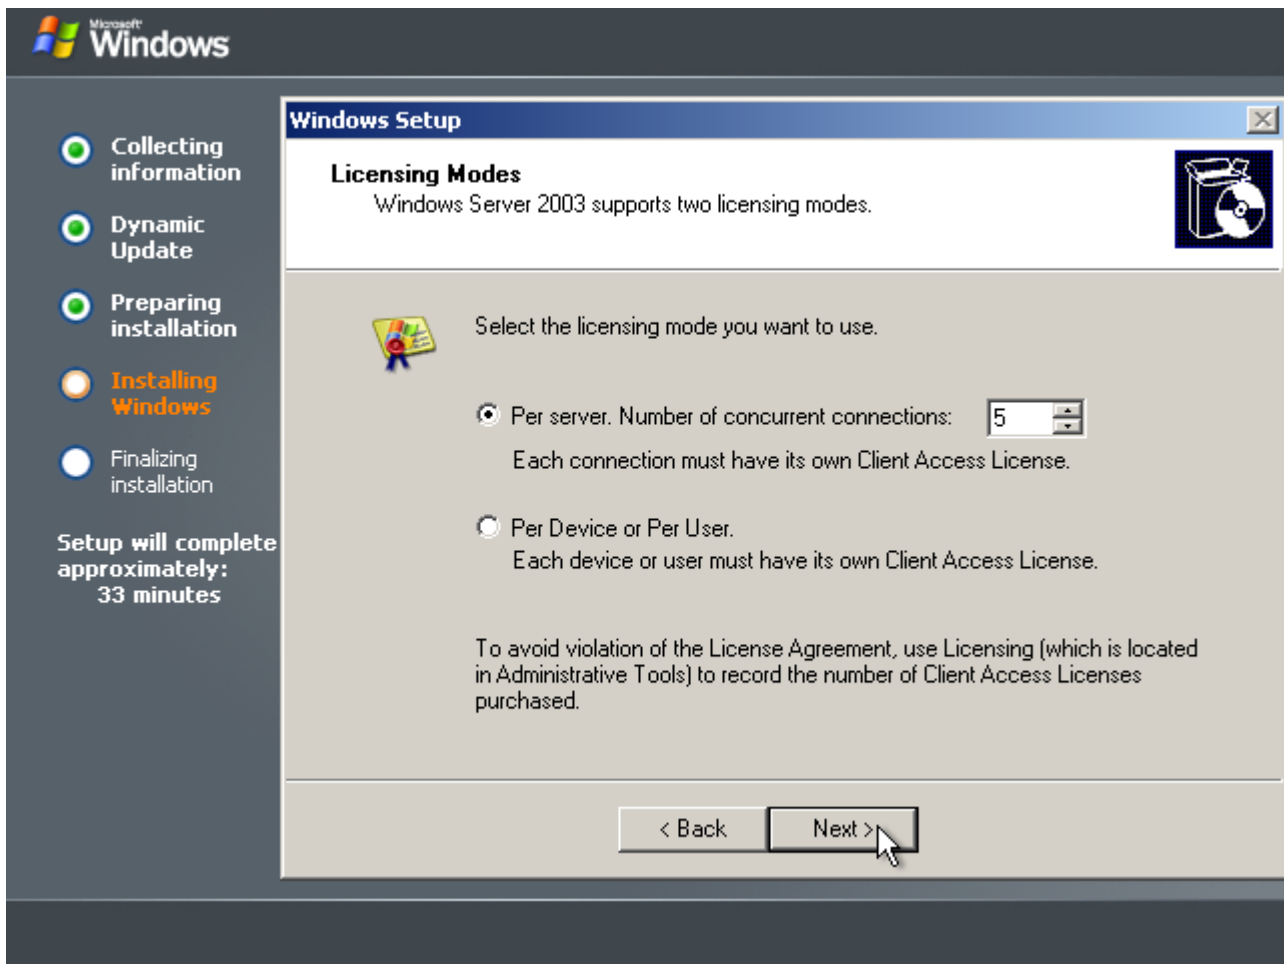 Microsoft
Windows
Collecting
information
Dynamic
Update
Preparing
installation
Installing
Windows
Finalizing
installation
Setup will complete
approximately:
33 minutes
Windows Setup
Licensing Modes
Windows Server 2003 supports two licensing modes.
Select the licensing mode you want to use.
Per server. Number of concurrent connections: 5
Each connection must have its own Client Access License.
Per Device or Per User.
Each device or user must have its own Client Access License.
To avoid violation of the License Agreement, use Licensing (which is located
in Administrative Tools) to record the number of Client Access Licenses
purchased.
< Back Next >